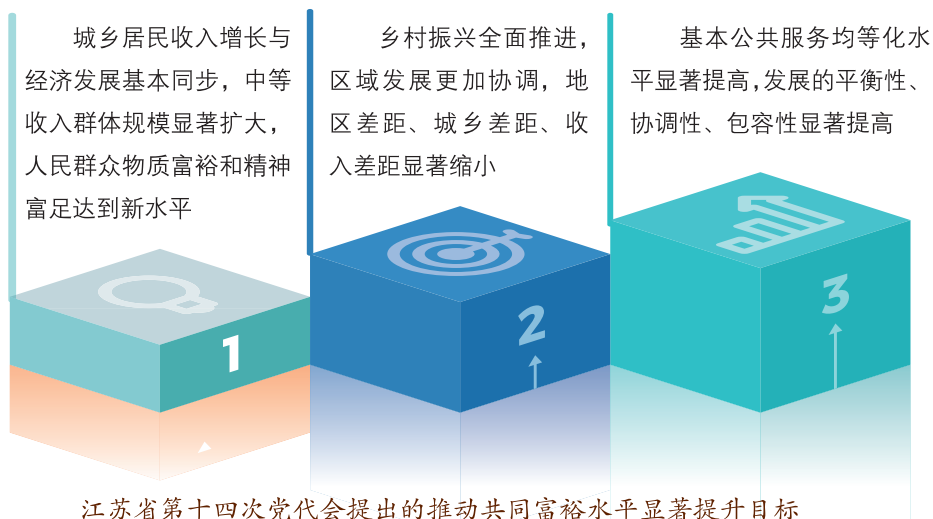 城乡居民收入增长与
经济发展基本同步，中等
收入群体规模显著扩大，
人民群众物质富裕和精神
富足达到新水平
1
乡村振兴全面推进，
区域发展更加协调，地
区差距、城乡差距、收
入差距显著缩小
2
基本公共服务均等化水
平显著提高，发展的平衡性、
协调性、包容性显著提高
3
江苏省第十四次党代会提出的推动共同富裕水平显著提升目标